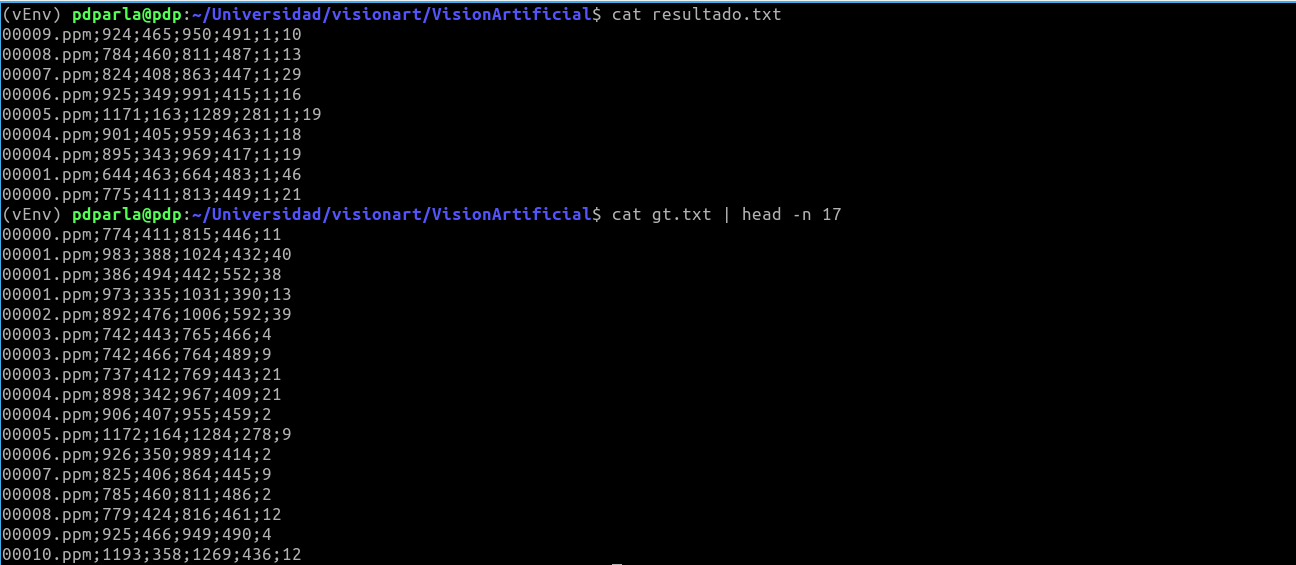 (vEnv) pdparla@pdp:~/Universidad/visionart/VisionArtificial$ cat resultado.txt
00009.ppm;924;465;950;491;1;10
00008.ppm;784;460;811;487;1;13
00007.ppm;824;408;863;447;1;29
00006.ppm;925;349;991;415;1;16
00005.ppm;1171;163;1289;281;1;19
00004.ppm;901;405;959;463;1;18
00004.ppm;895;343;969;417;1;19
00001.ppm;644;463;664;483;1;46
00000.ppm;775;411;813;449;1;21
(vEnv) pdparla@pdp:~/Universidad/visionart/VisionArtificial$ cat gt.txt | head -n 17
00000.ppm;774;411;815;446;11
00001.ppm;983;388;1024;432;40
00001.ppm;386;494;442;552;38
00001.ppm;973;335;1031;390;13
00002.ppm;892;476;1006;592;39
00003.ppm;742;443;765;466;4
00003.ppm;742;466;764;489;9
00003.ppm;737;412;769;443;21
00004.ppm;898;342;967;409;21
00004.ppm;906;407;955;459;2
00005.ppm;1172;164;1284;278;9
00006.ppm;926;350;989;414;2
00007.ppm;825;406;864;445;9
00008.ppm;785;460;811;486;2
00008.ppm;779;424;816;461;12
00009.ppm;925;466;949;490;4
00010.ppm;1193;358;1269;436;12